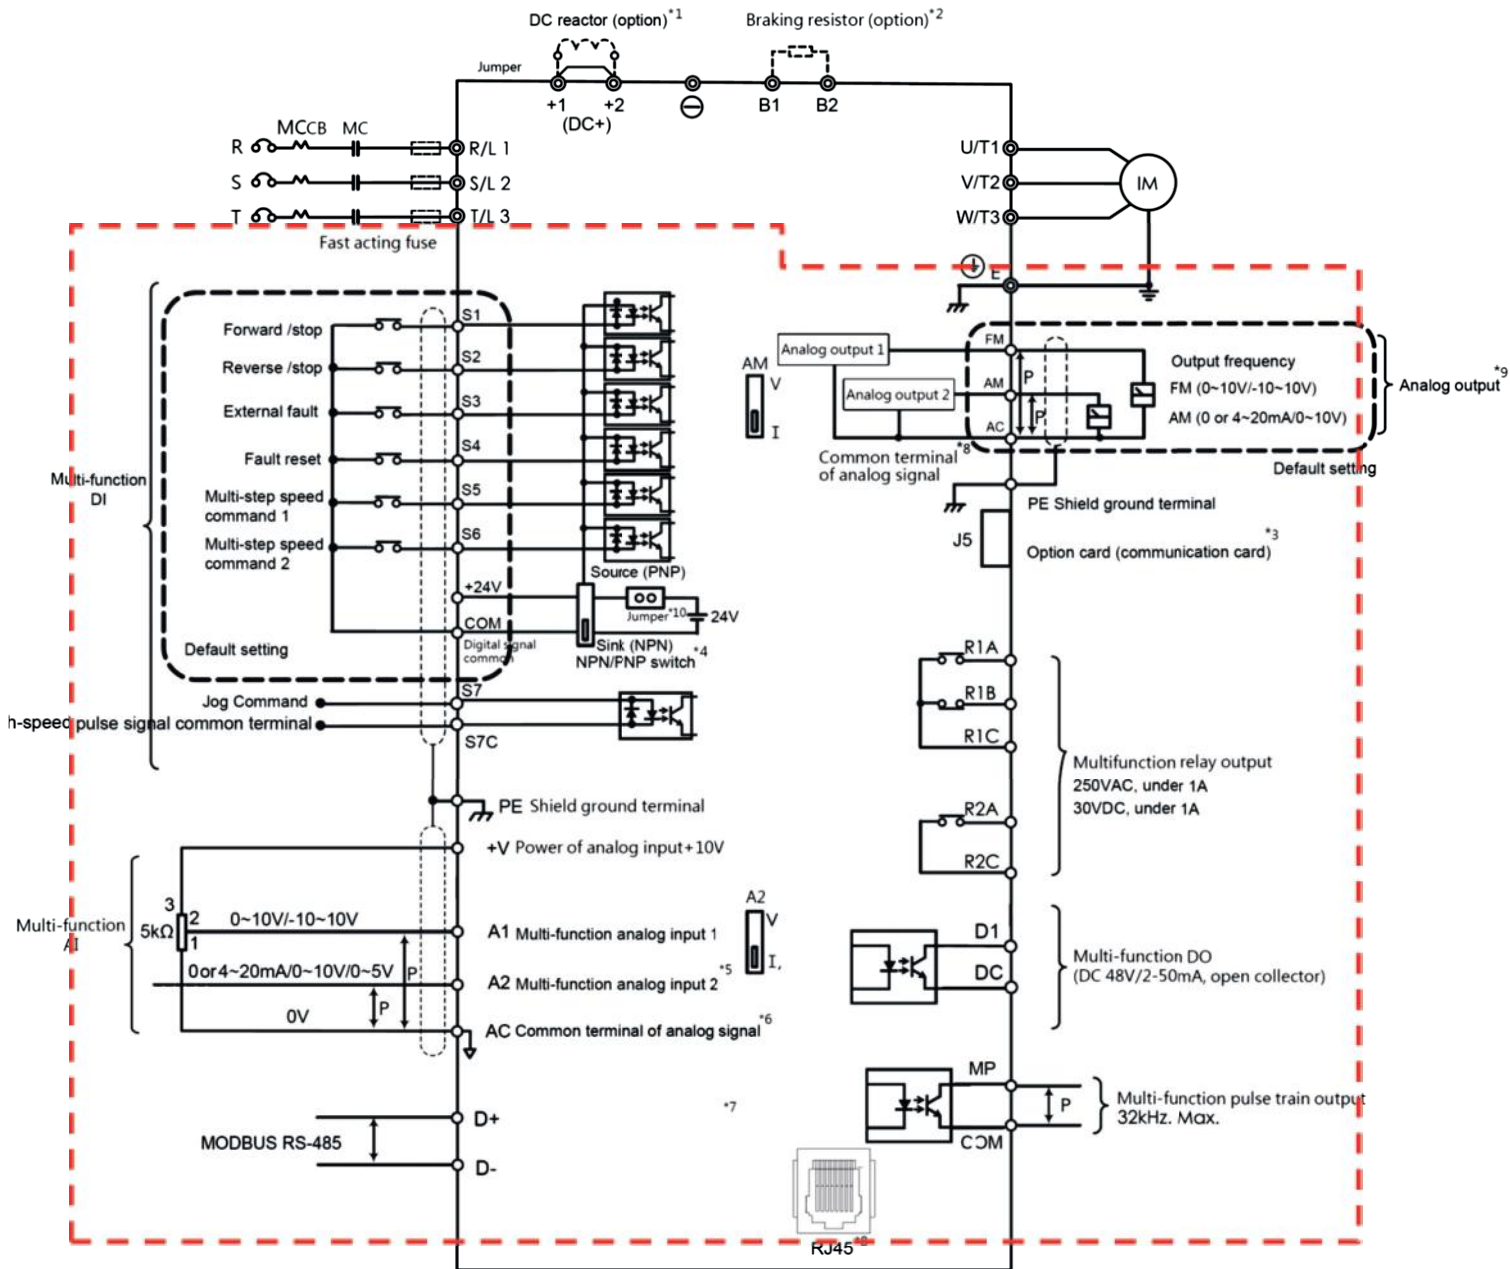 DC reactor (option)*1
Braking resistor (option)*2
Jumper
+1
+2
(DC+)
B1
B2
MCCB
MC
R
R/L 1
S
S/L 2
T
T/L 3
Fast acting fuse
U/T1
V/T2
W/T3
IM
E
Multi-function
DI
Forward /stop
S1
Reverse /stop
S2
External fault
S3
Fault reset
S4
Multi-step speed
command 1
S5
Multi-step speed
command 2
S6
Source (PNP)
+24V
Jumper*10
24V
COM
Digital signal
common
Sink (NPN)
NPN/PNP switch*4
Default setting
Jog Command
S7
h-speed pulse signal common terminal
S7C
PE Shield ground terminal
+V Power of analog input+10V
Multi-function
AI
3
2
1
5kΩ
0~10V/-10~10V
A1 Multi-function analog input 1
0 or 4~20mA/0~10V/0~5V
A2 Multi-function analog input 2*5
P
P
0V
AC Common terminal of analog signal*6
A2
V
I,
D+
MODBUS RS-485
D-
*7
Analog output 1
Analog output 2
AM
V
I
FM
AM
AC
P
P
Output frequency
FM (0~10V/-10~10V)
AM (0 or 4~20mA/0~10V)
Analog output*9
Common terminal*8
of analog signal
Default setting
PE Shield ground terminal
J5
Option card (communication card)*3
R1A
R1B
R1C
R2A
R2C
Multifunction relay output
250VAC, under 1A
30VDC, under 1A
D1
DC
Multi-function DO
(DC 48V/2-50mA, open collector)
MP
COM
P
Multi-function pulse train output
32kHz. Max.
RJ45